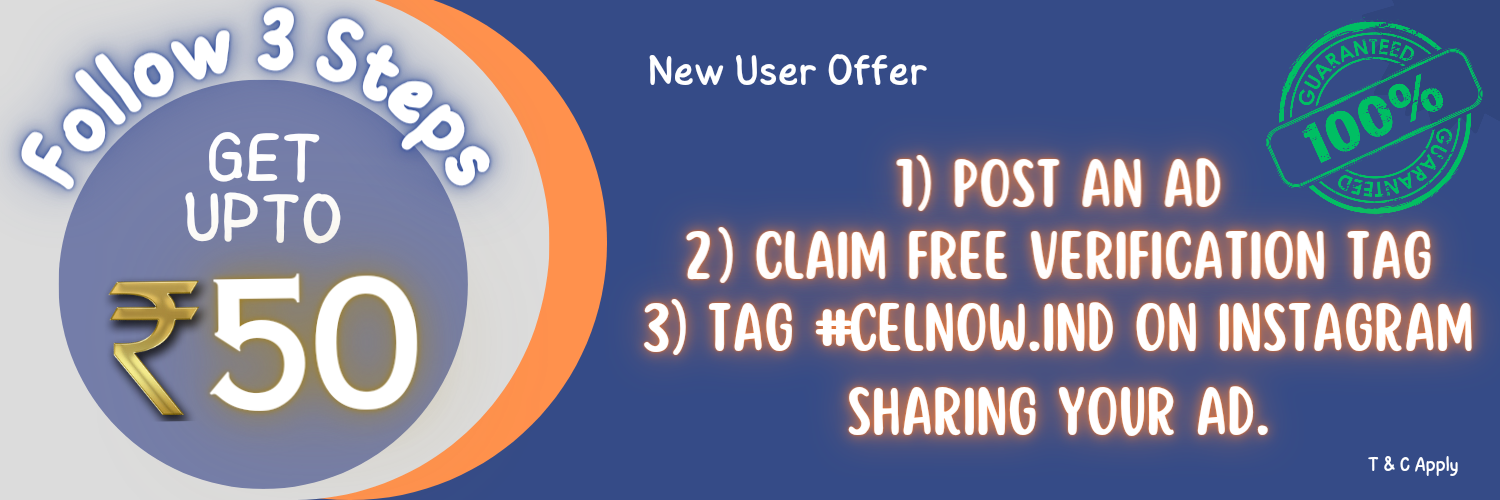 Follow 3 Steps
GET
UPTO
₹50
New User Offer
GUARANTEED
100%
GUARANTEED
1) POST AN AD
2) CLAIM FREE VERIFICATION TAG
3) TAG #CELNOW.IND ON INSTAGRAM
SHARING YOUR AD.
T & C Apply